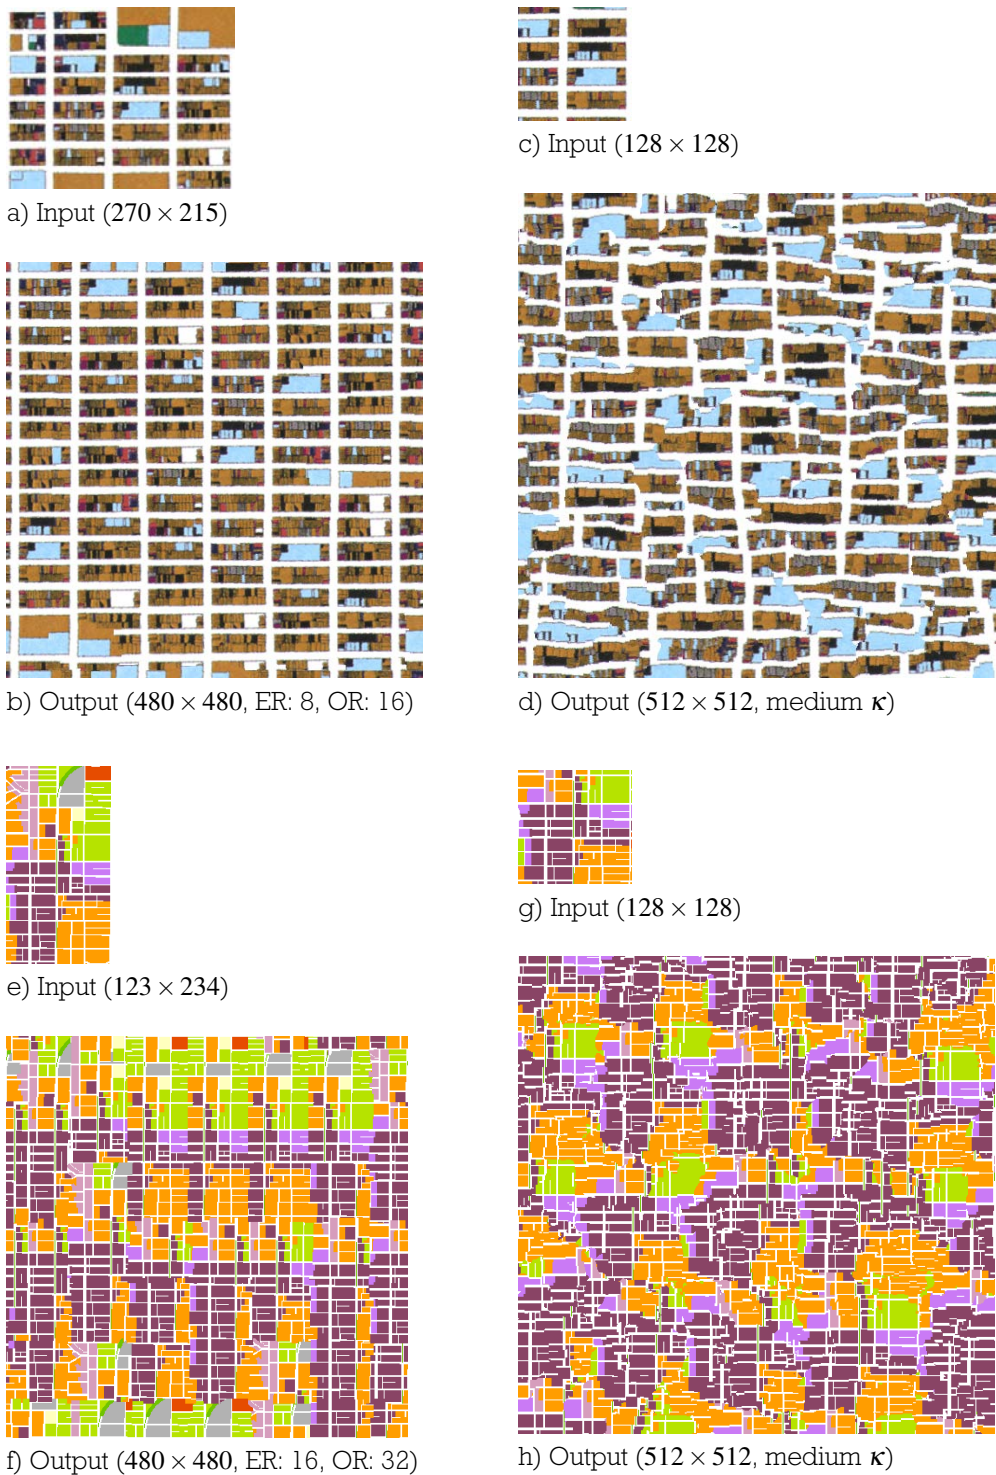 a) Input (270 × 215)
b) Output (480 × 480, ER: 8, OR: 16)
c) Input (128 × 128)
d) Output (512 × 512, medium κ)
e) Input (123 × 234)
f) Output (480 × 480, ER: 16, OR: 32)
g) Input (128 × 128)
h) Output (512 × 512, medium κ)